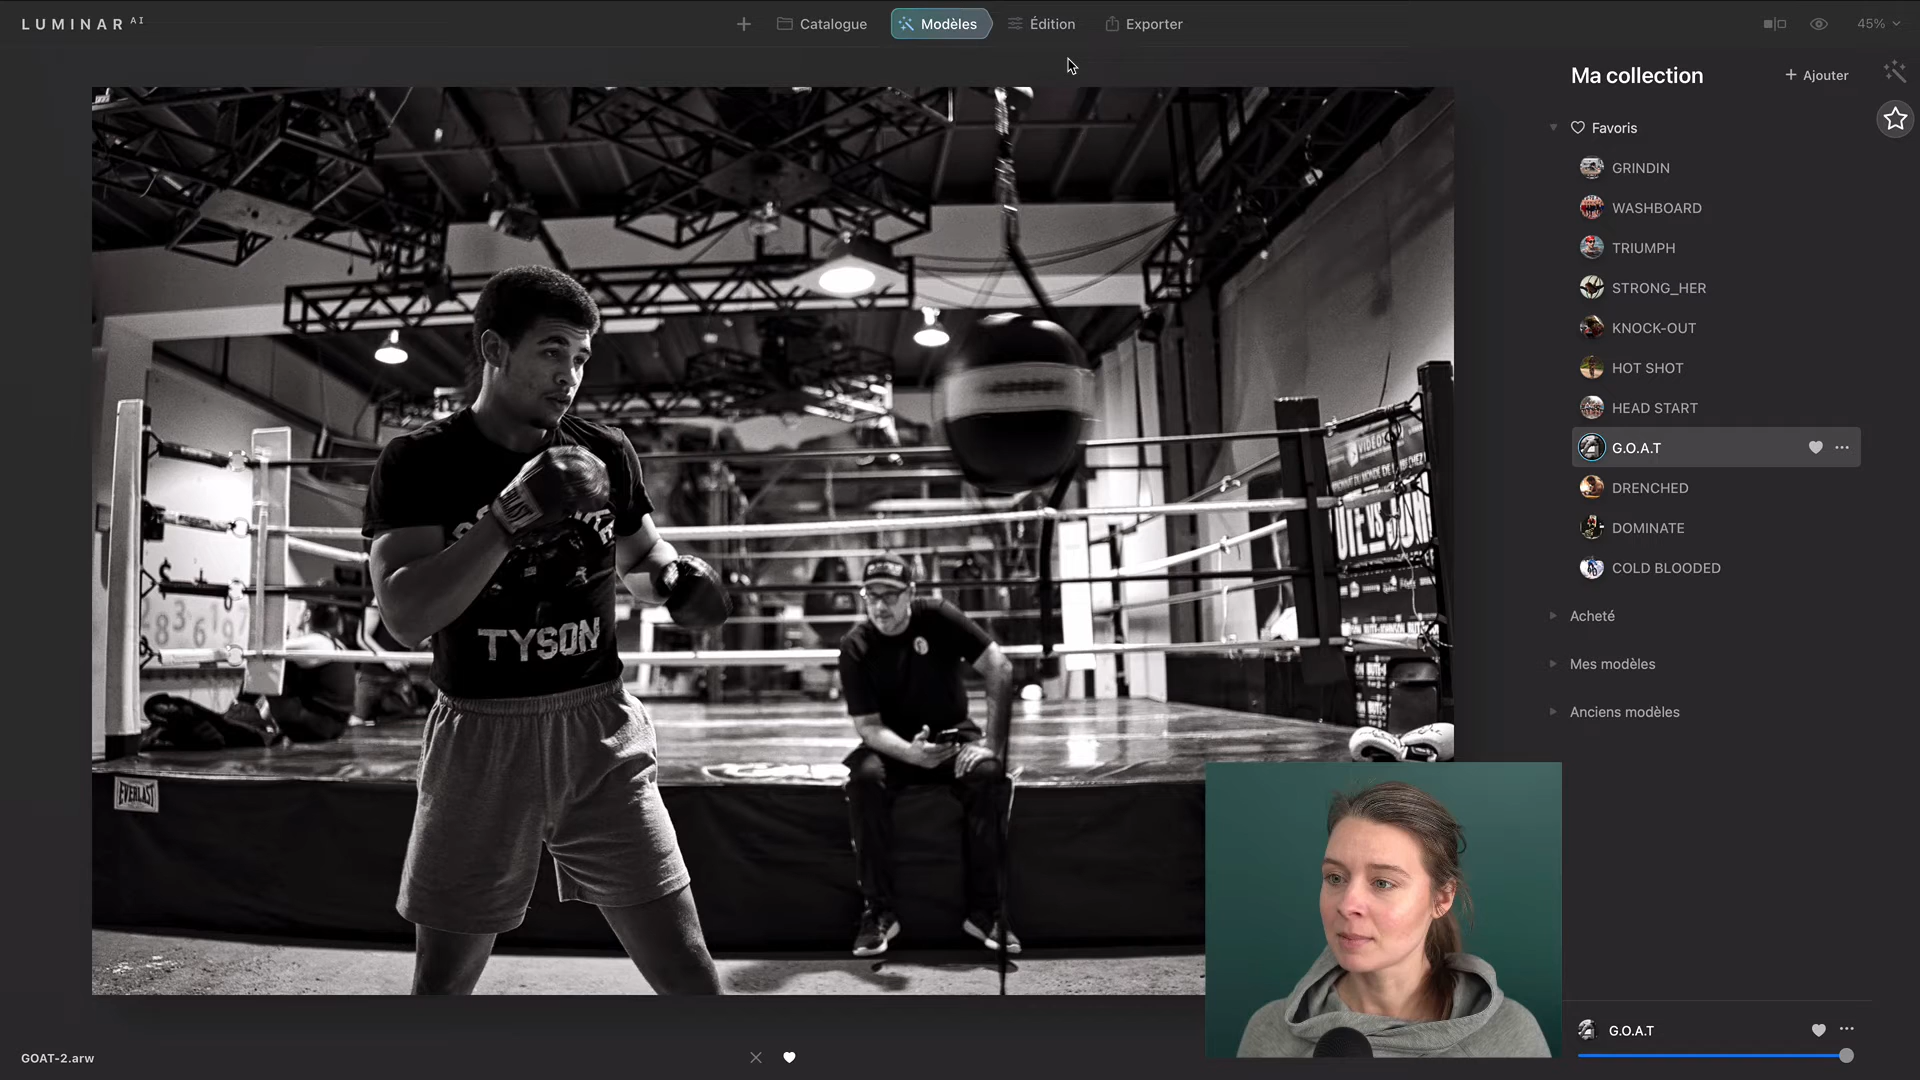 LUMINAR AI
Catalogue
Modèles
Édition
Exporter
45%
Ma collection
+ Ajouter
Favoris
GRINDIN
WASHBOARD
TRIUMPH
STRONG_HER
KNOCK-OUT
HOT SHOT
HEAD START
G.O.A.T
DRENCHED
DOMINATE
COLD BLOODED
Acheté
Mes modèles
Anciens modèles
TYSON
EVERLAST
G.O.A.T
GOAT-2.arw